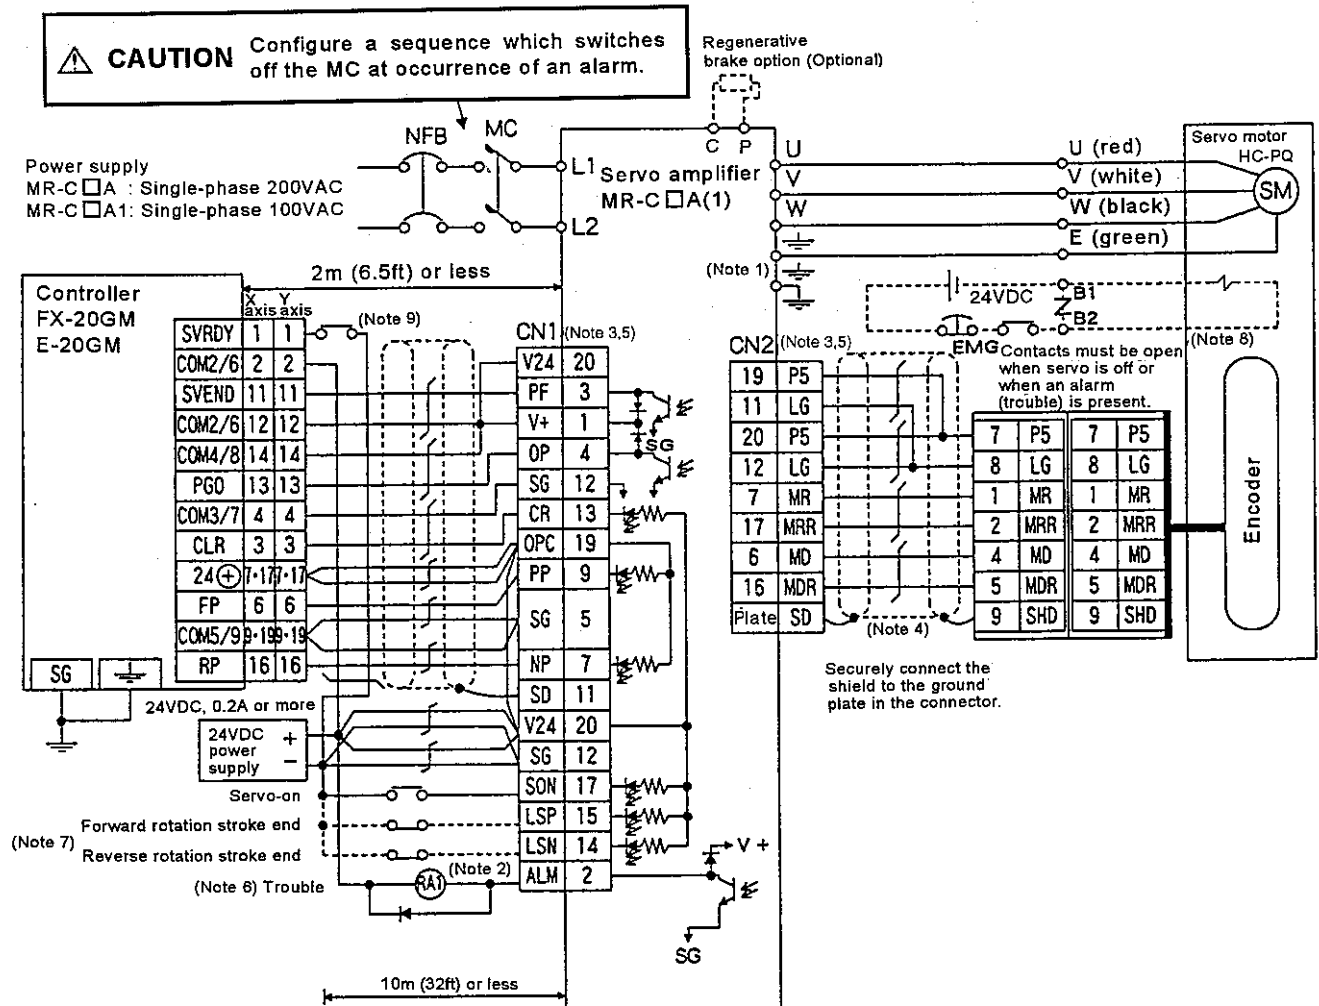 CAUTION Configure a sequence which switches
off the MC at occurrence of an alarm.
Regenerative
brake option (Optional)
NFB MC
C P
Power supply
MR-C□A : Single-phase 200VAC
MR-C□A1: Single-phase 100VAC
L1
L2
Servo amplifier
MR-C□A(1)
U
V
W
(Note 1)
U (red)
V (white)
W (black)
E (green)
Servo motor
HC-PQ
SM
2m (6.5ft) or less
24VDC
B1
B2
EMG
(Note 8)
Contacts must be open
when servo is off or
when an alarm
(trouble) is present.
Controller
FX-20GM
E-20GM
X axis Y axis
SVRDY 1 1
COM2/6 2 2
SVEND 11 11
COM2/6 12 12
COM4/8 14 14
PG0 13 13
COM3/7 4 4
CLR 3 3
24+ 7·17 7·17
FP 6 6
COM5/9 9·19 9·19
RP 16 16
SG
(Note 9)
CN1 (Note 3,5)
V24 20
PF 3
V+ 1
OP 4
SG 12
CR 13
OPC 19
PP 9
SG 5
NP 7
SD 11
V24 20
SG 12
SON 17
LSP 15
LSN 14
ALM 2
SG
V +
SG
CN2 (Note 3,5)
19 P5
11 LG
20 P5
12 LG
7 MR
17 MRR
6 MD
16 MDR
Plate SD
(Note 4)
7 P5 7 P5
8 LG 8 LG
1 MR 1 MR
2 MRR 2 MRR
4 MD 4 MD
5 MDR 5 MDR
9 SHD 9 SHD
Encoder
Securely connect the
shield to the ground
plate in the connector.
24VDC, 0.2A or more
24VDC +
power
supply −
Servo-on
Forward rotation stroke end
(Note 7)
Reverse rotation stroke end
(Note 6) Trouble
RA1
(Note 2)
10m (32ft) or less